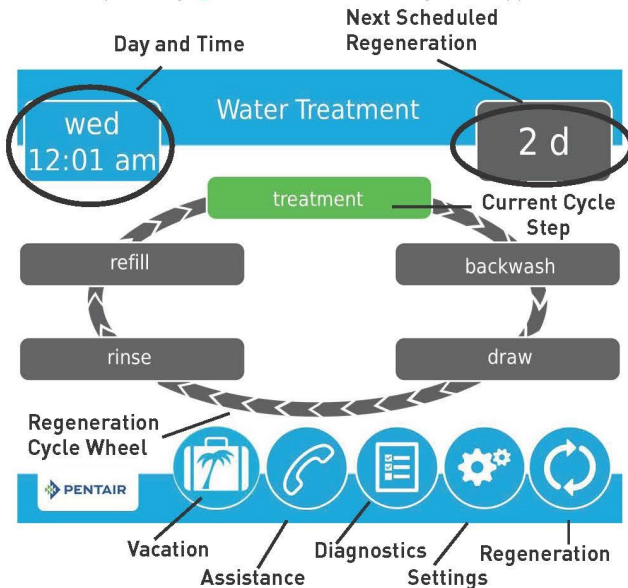 Day and Time
Next Scheduled
Regeneration
wed
12:01 am
Water Treatment
2 d
treatment
Current Cycle
Step
refill
backwash
rinse
draw
Regeneration
Cycle Wheel
PENTAIR
Vacation
Assistance
Diagnostics
Settings
Regeneration